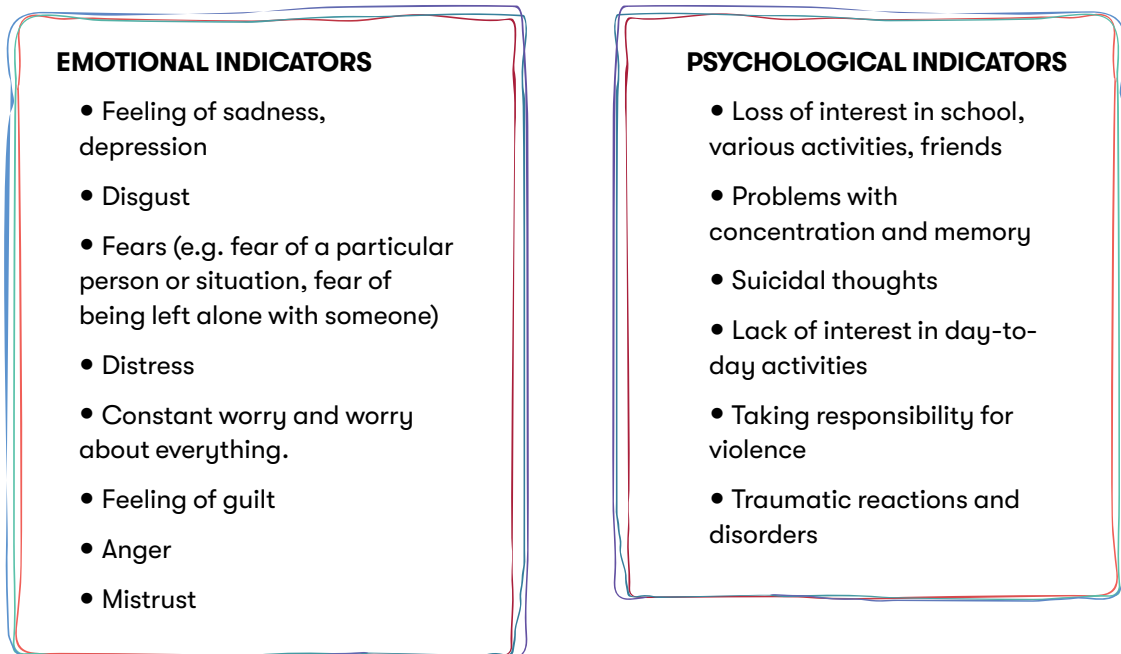 EMOTIONAL INDICATORS
• Feeling of sadness,
depression
• Disgust
• Fears (e.g. fear of a particular
person or situation, fear of
being left alone with someone)
• Distress
• Constant worry and worry
about everything.
• Feeling of guilt
• Anger
• Mistrust
PSYCHOLOGICAL INDICATORS
• Loss of interest in school,
various activities, friends
• Problems with
concentration and memory
• Suicidal thoughts
• Lack of interest in day-to-
day activities
• Taking responsibility for
violence
• Traumatic reactions and
disorders